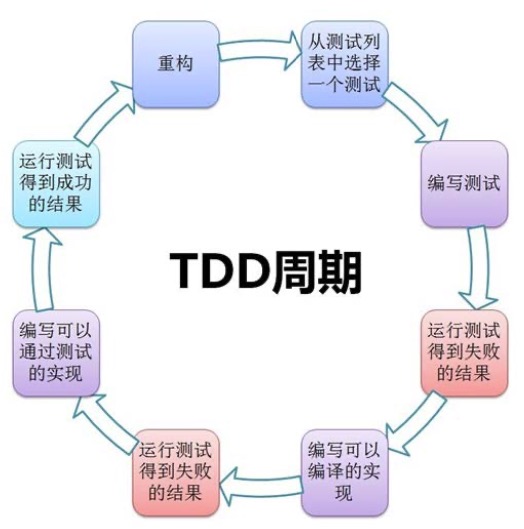 重构
从测试列
表中选择
一个测试
编写测试
运行测试
得到失败
的结果
编写可以
编译的实
现
运行测试
得到失败
的结果
编写可以
通过测试
的实现
运行测试
得到成功
的结果
TDD周期